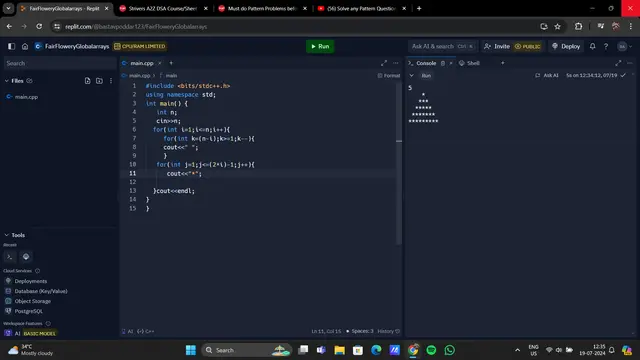 FairFloweryGlobalarrays - Replit
Strivers A2Z DSA Course/Sheet
Must do Pattern Problems befo
(56) Solve any Pattern Question
replit.com/@bastavpoddar123/FairFloweryGlobalarrays
FairFloweryGlobalarrays
CPU/RAM LIMITED
Run
Ask AI & search
Ctrl
Invite
PUBLIC
Deploy
Files
main.cpp
main.cpp
main.cpp > main
Format
1 #include <bits/stdc++.h>
2 using namespace std;
3 int main() {
4 int n;
5 cin>>n;
6 for(int i=1;i<=n;i++){
7 for(int k=(n-i);k>=1;k--){
8 cout<<" ";
9 }
10 for(int j=1;j<=(2*i)-1;j++){
11 cout<<"*";
12
13 }cout<<endl;
14 }
15 }
Console
Shell
Run
Ask AI
5s on 12:34:12, 07/19
5
*
***
*****
*******
*********
Tools
Recent
Cloud Services
Deployments
Database (Key/Value)
Object Storage
PostgreSQL
Workspace Features
AI BASIC MODEL
AI
C++
Ln 11, Col 15
Spaces: 3
History
34°C
Mostly cloudy
Search
ENG
US
12:35
19-07-2024